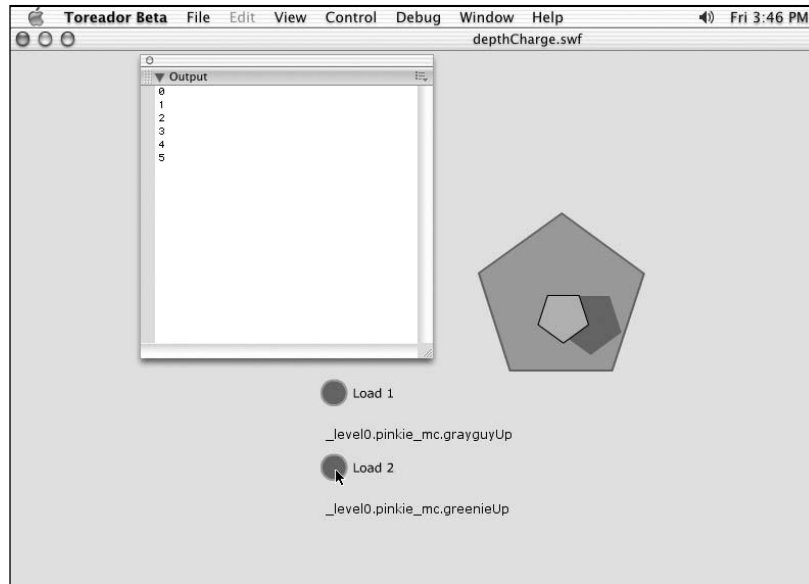 Toreador Beta File Edit View Control Debug Window Help Fri 3:46 PM
depthCharge.swf
Output
0
1
2
3
4
5
Load 1
_level0.pinkie_mc.grayguyUp
Load 2
_level0.pinkie_mc.greenieUp